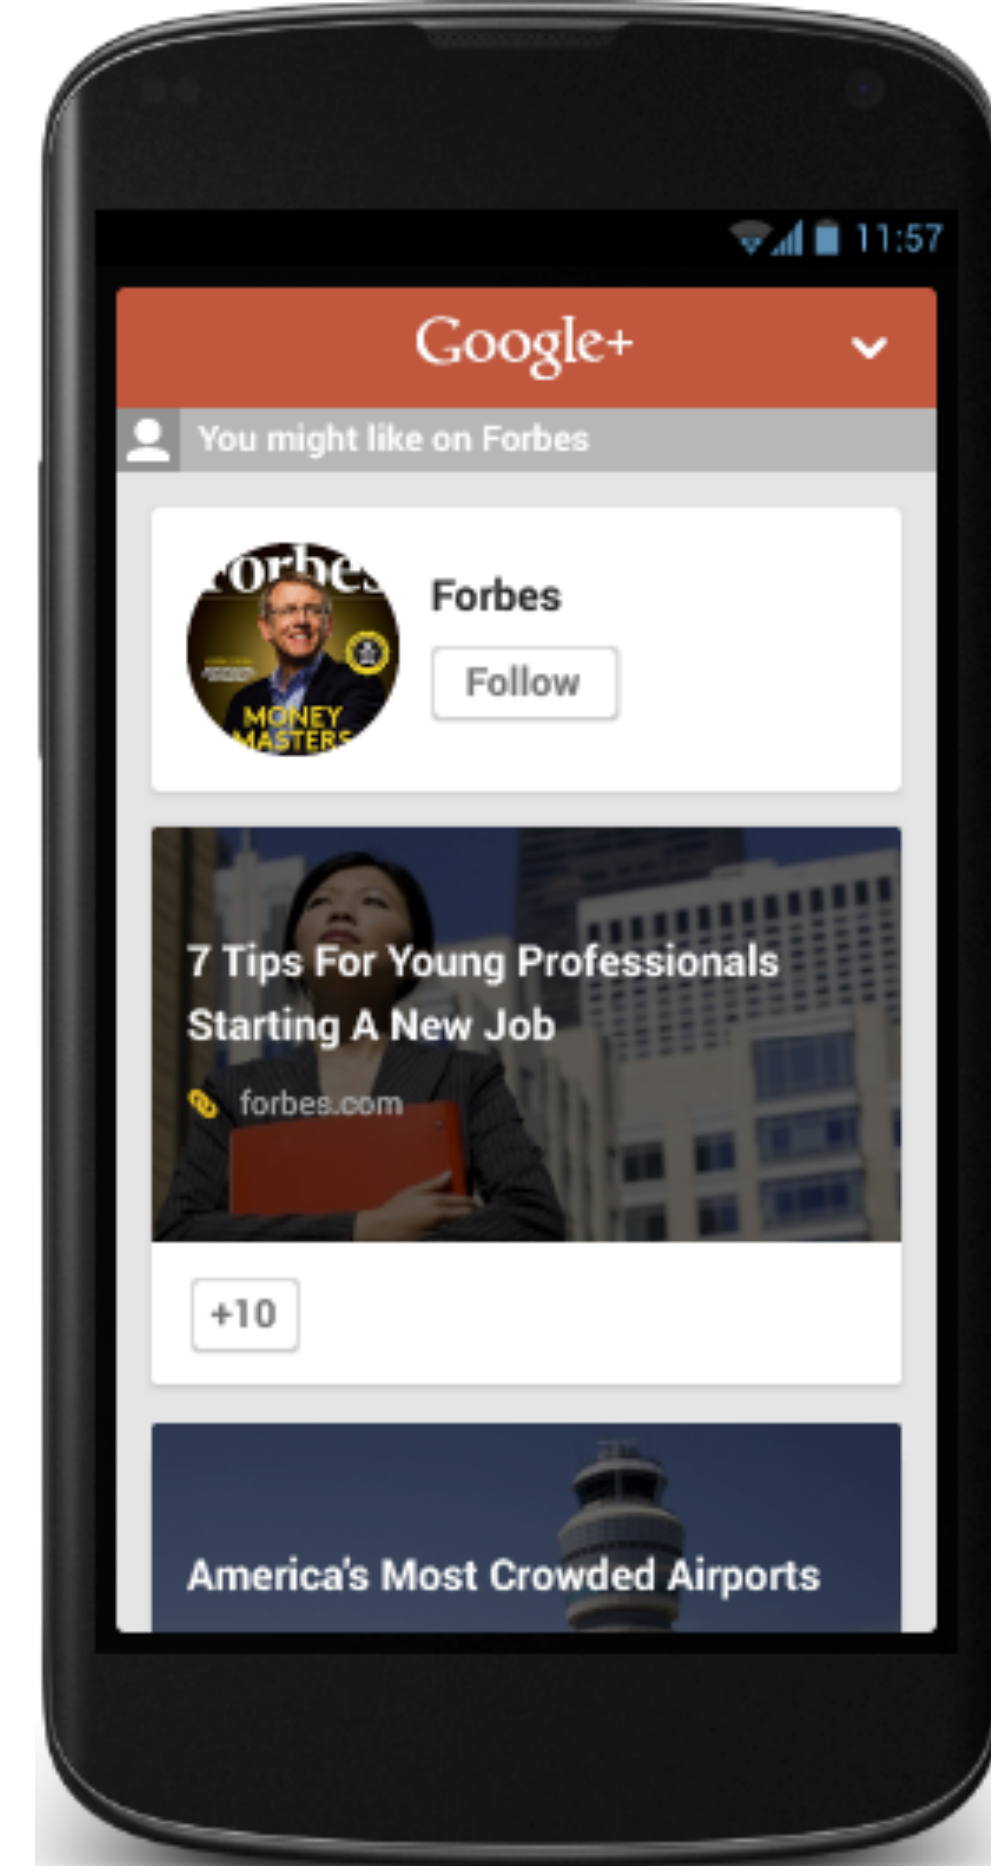 11:57
Google+
You might like on Forbes
Forbes
MONEY
MASTERS
Forbes
Follow
7 Tips For Young Professionals
Starting A New Job
forbes.com
+10
America's Most Crowded Airports